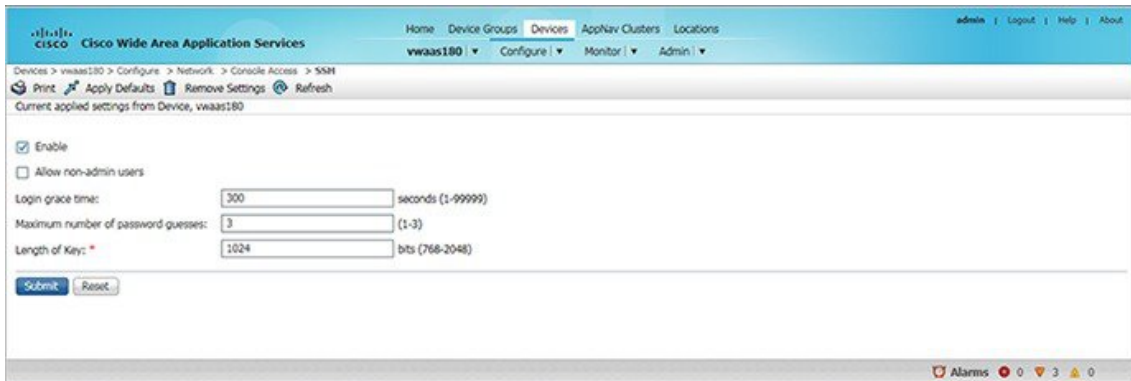 admin | Logout | Help | About
Home Device Groups Devices AppNav Clusters Locations
CISCO Cisco Wide Area Application Services
vwaas180 | ▼ Configure | ▼ Monitor | ▼ Admin | ▼
Devices > vwaas180 > Configure > Network > Console Access > SSH
Print Apply Defaults Remove Settings Refresh
Current applied settings from Device, vwaas180
Enable
Allow non-admin users
Login grace time: 300 seconds (1-99999)
Maximum number of password guesses: 3 (1-3)
Length of Key: * 1024 bits (768-2048)
Submit Reset
Alarms 0 3 0